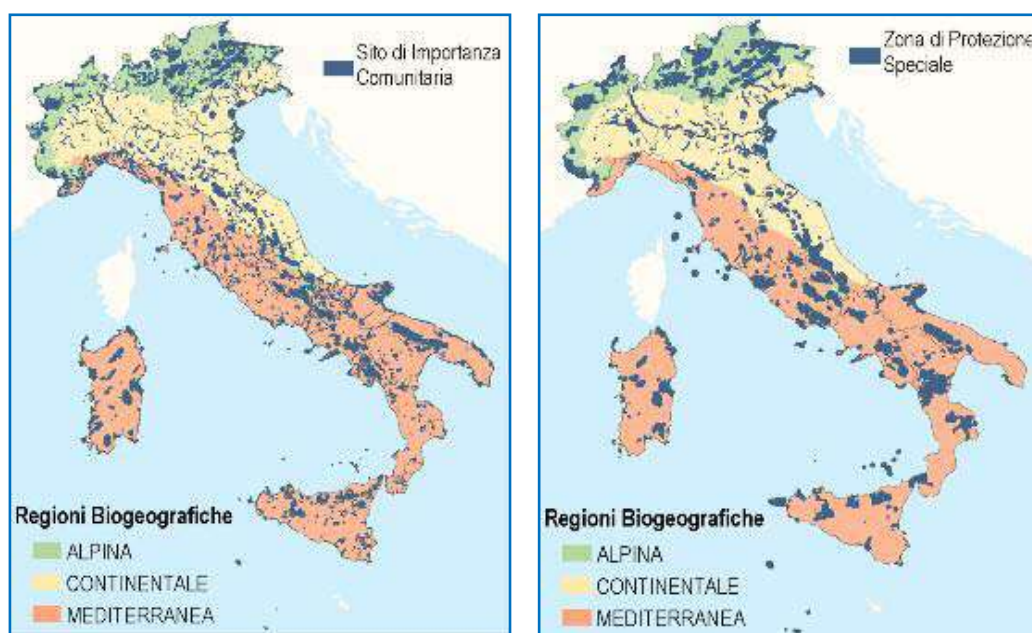 Sito di Importanza
Comunitaria
Regioni Biogeografiche
ALPINA
CONTINENTALE
MEDITERRANEA
Zona di Protezione
Speciale
Regioni Biogeografiche
ALPINA
CONTINENTALE
MEDITERRANEA